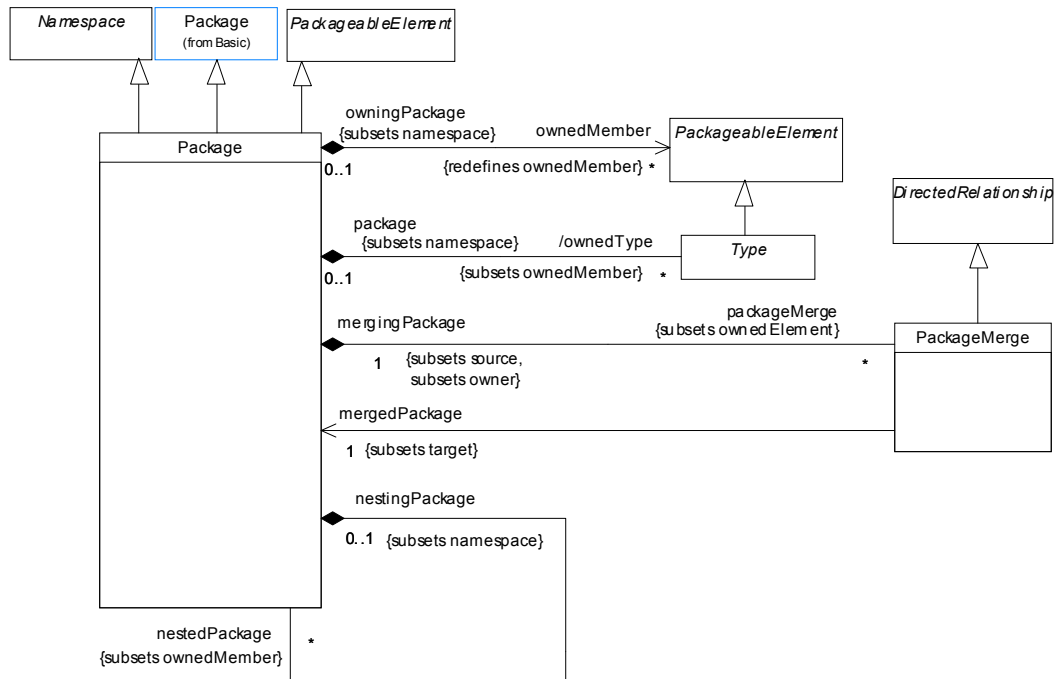 Namespace
Package
(from Basic)
PackageableElement
owningPackage
{subsets namespace}
ownedMember
PackageableElement
Package
0..1
{redefines ownedMember} *
DirectedRelationship
package
{subsets namespace}
/ownedType
Type
0..1
{subsets ownedMember} *
packageMerge
mergingPackage
{subsets ownedElement}
PackageMerge
1 {subsets source,
*
subsets owner}
mergedPackage
1 {subsets target}
nestingPackage
0..1 {subsets namespace}
nestedPackage *
{subsets ownedMember}